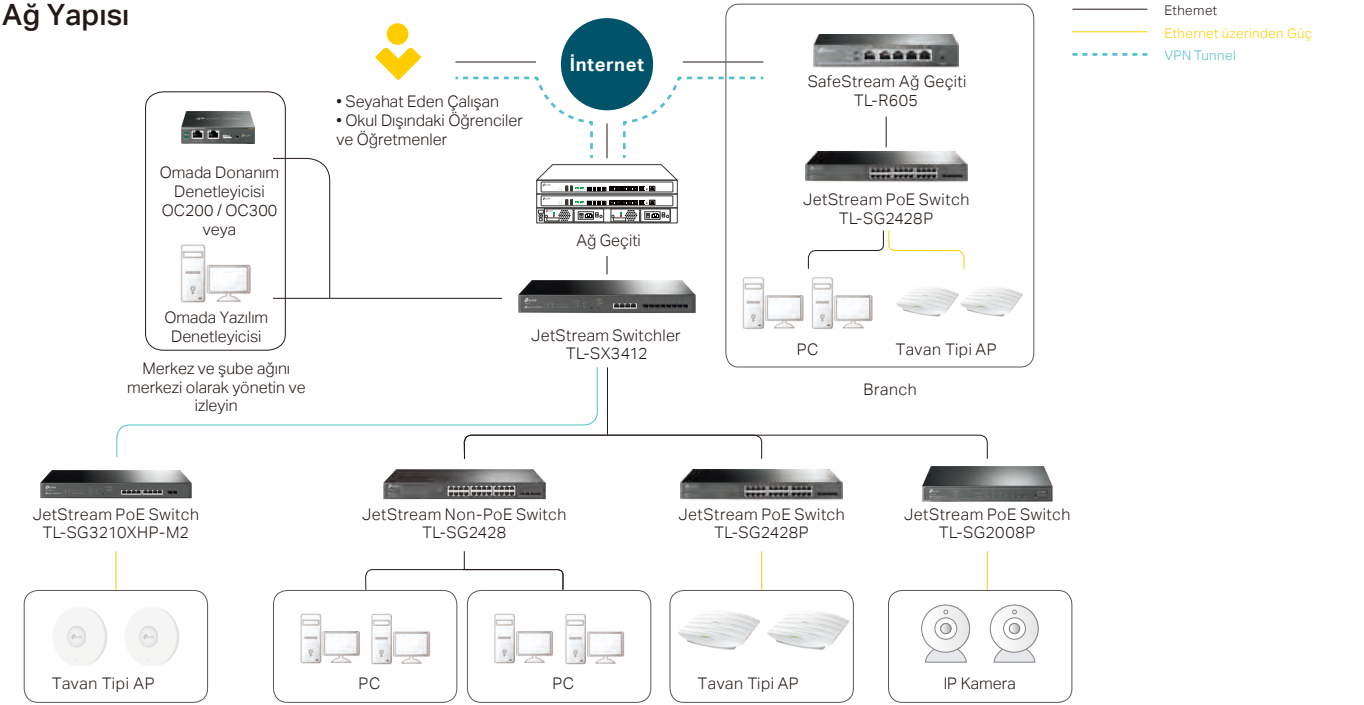 Ağ Yapısı
Ethemet
Ethernet üzerinden Güç
VPN Tunnel
İnternet
• Seyahat Eden Çalışan
• Okul Dışındaki Öğrenciler
ve Öğretmenler
SafeStream Ağ Geçiti
TL-R605
JetStream PoE Switch
TL-SG2428P
PC
Tavan Tipi AP
Branch
Omada Donanım
Denetleyicisi
OC200 / OC300
veya
Omada Yazılım
Denetleyicisi
Merkez ve şube ağını
merkezi olarak yönetin ve
izleyin
Ağ Geçiti
JetStream Switchler
TL-SX3412
JetStream PoE Switch
TL-SG3210XHP-M2
JetStream Non-PoE Switch
TL-SG2428
JetStream PoE Switch
TL-SG2428P
JetStream PoE Switch
TL-SG2008P
Tavan Tipi AP
PC
PC
Tavan Tipi AP
IP Kamera